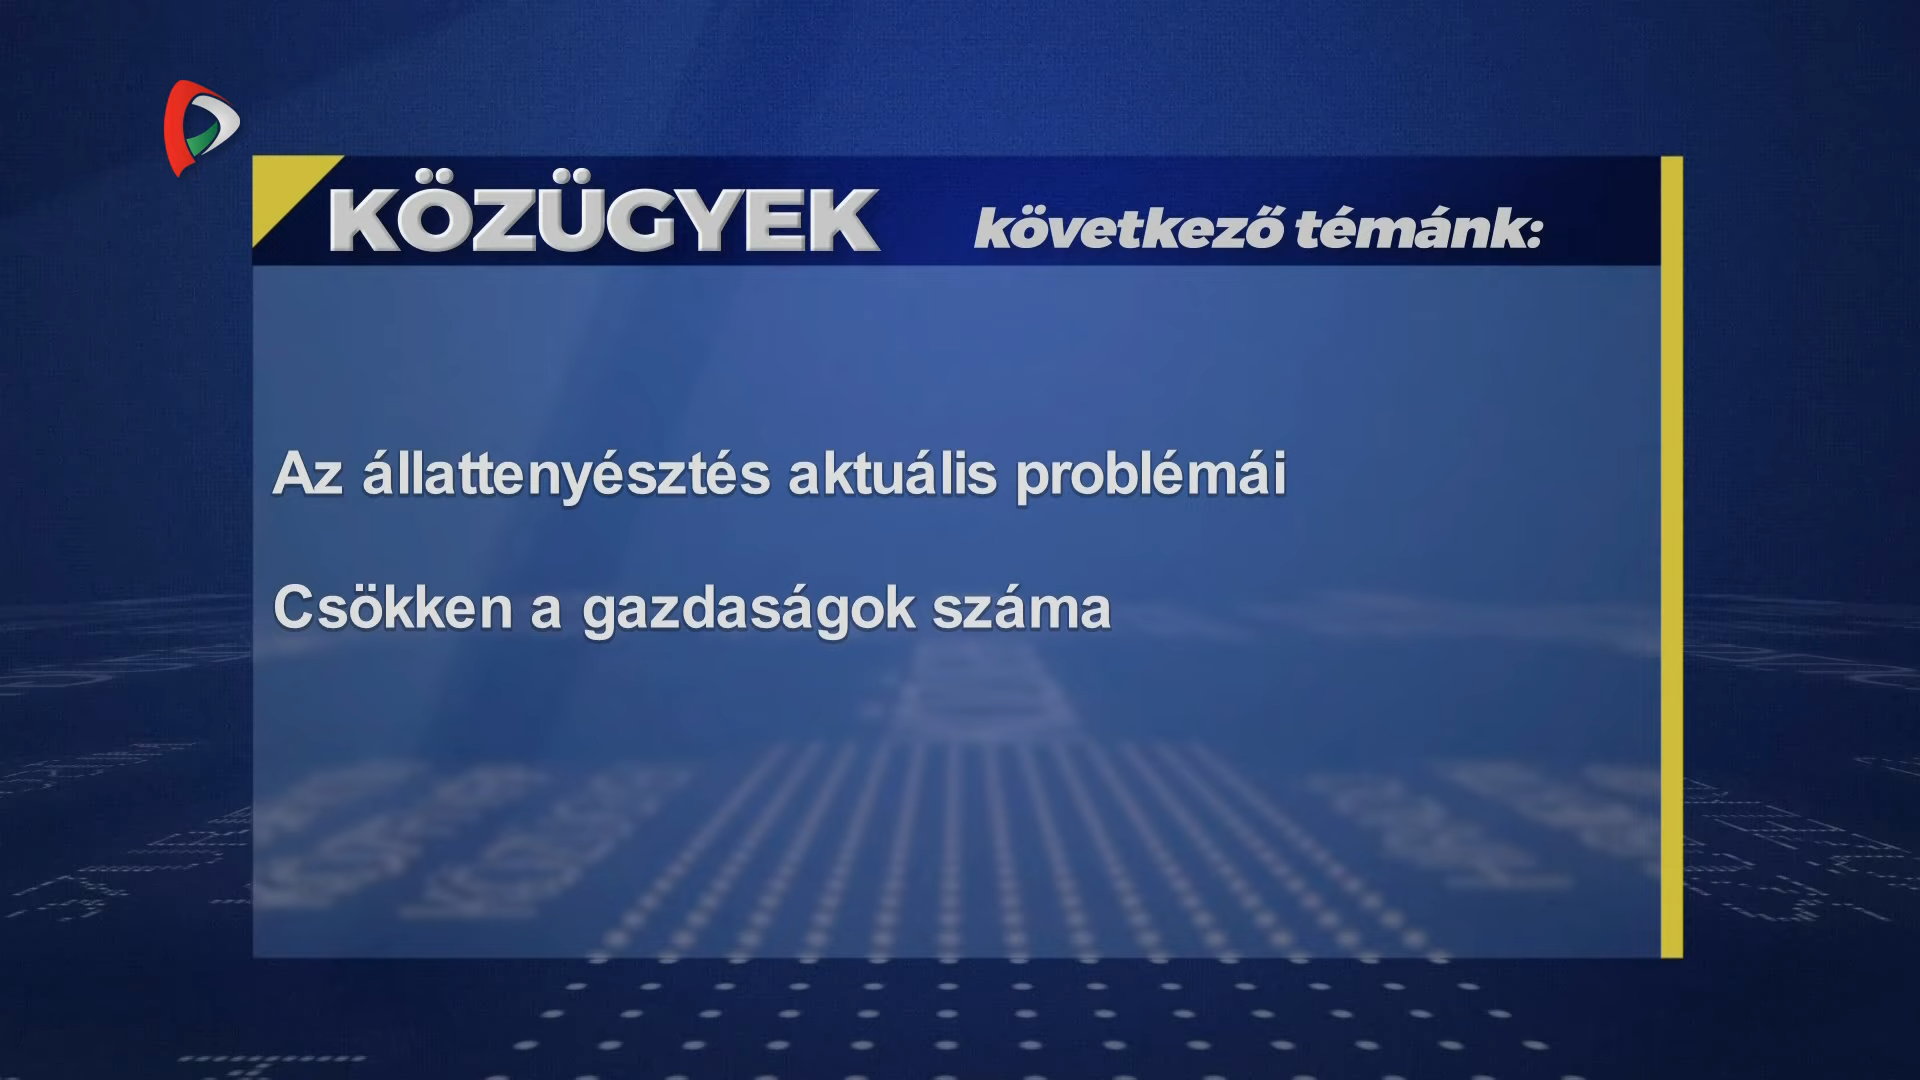 KÖZÜGYEK következő témánk:
Az állattenyésztés aktuális problémái
Csökken a gazdaságok száma